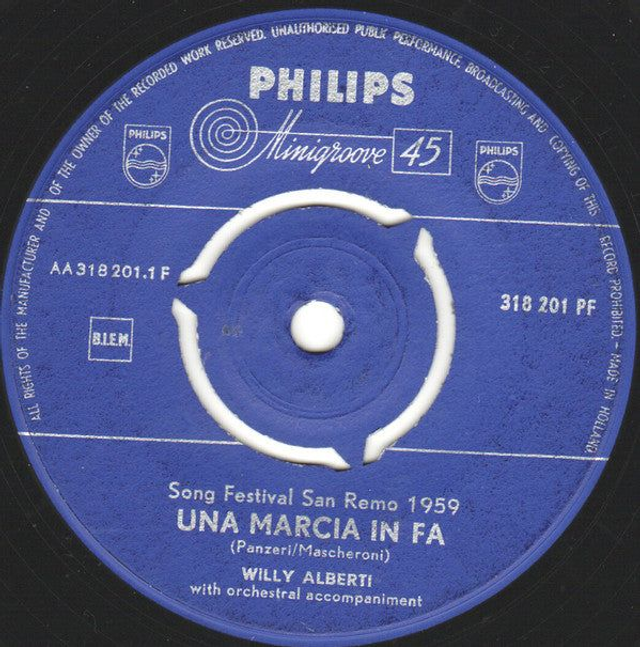 ALL RIGHTS OF THE MANUFACTURER AND OF THE OWNER OF THE RECORDED WORK RESERVED. UNAUTHORISED PUBLIC PERFORMANCE, BROADCASTING AND COPYING OF THIS RECORD PROHIBITED. - MADE IN HOLLAND
PHILIPS
Minigroove 45
PHILIPS
PHILIPS
AA 318 201.1 F
318 201 PF
B.I.E.M.
Song Festival San Remo 1959
UNA MARCIA IN FA
(Panzeri/Mascheroni)
WILLY ALBERTI
with orchestral accompaniment